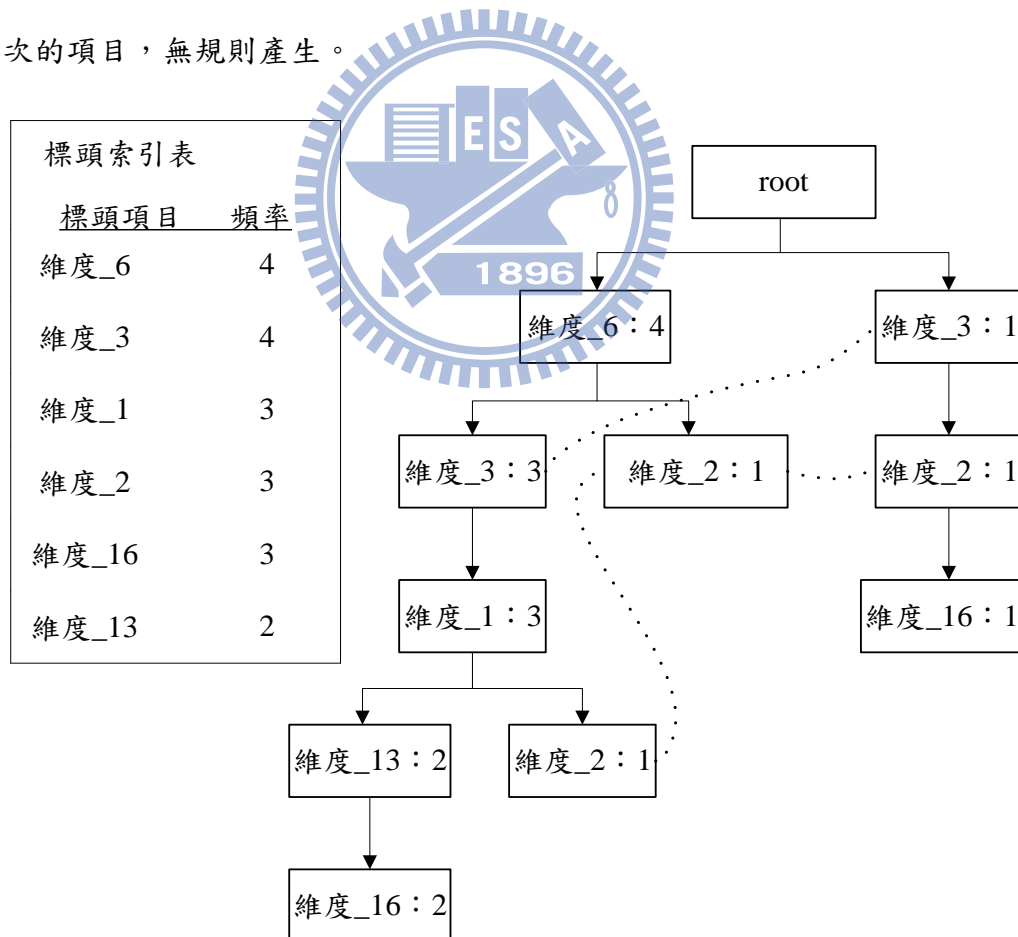 次的項目，無規則產生。
標頭索引表
標頭項目 頻率
維度_6 4
維度_3 4
維度_1 3
維度_2 3
維度_16 3
維度_13 2
ES A
8
1896
root
維度_6：4
維度_3：1
維度_3：3
維度_2：1
維度_2：1
維度_1：3
維度_16：1
維度_13：2
維度_2：1
維度_16：2